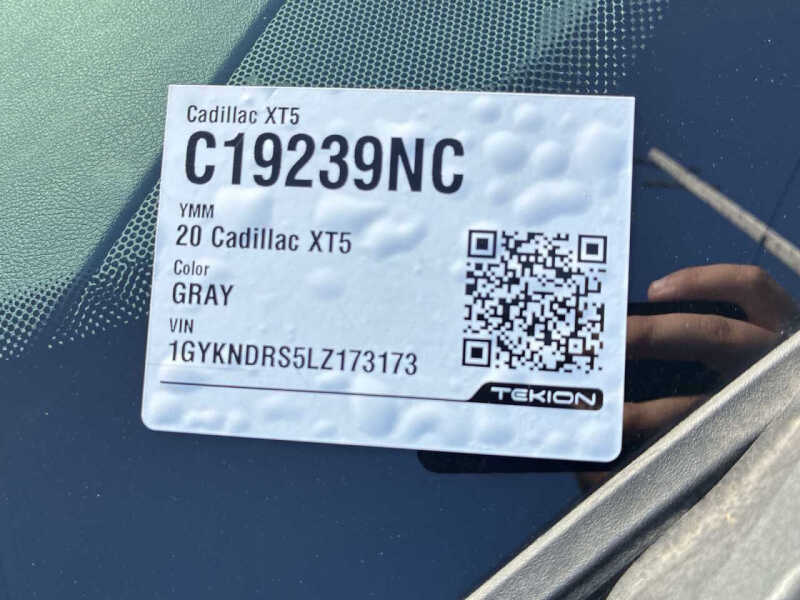 Cadillac XT5
C19239NC
YMM
20 Cadillac XT5
Color
GRAY
VIN
1GYKNDRS5LZ173173
TEKION